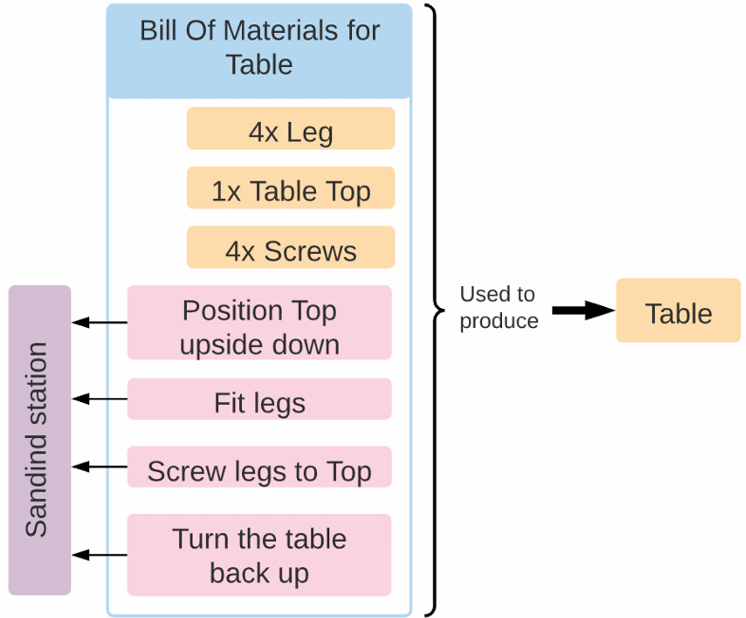 Bill Of Materials for
Table
4x Leg
1x Table Top
4x Screws
Position Top
upside down
Fit legs
Screw legs to Top
Turn the table
back up
Sandind station
Used to
produce
Table